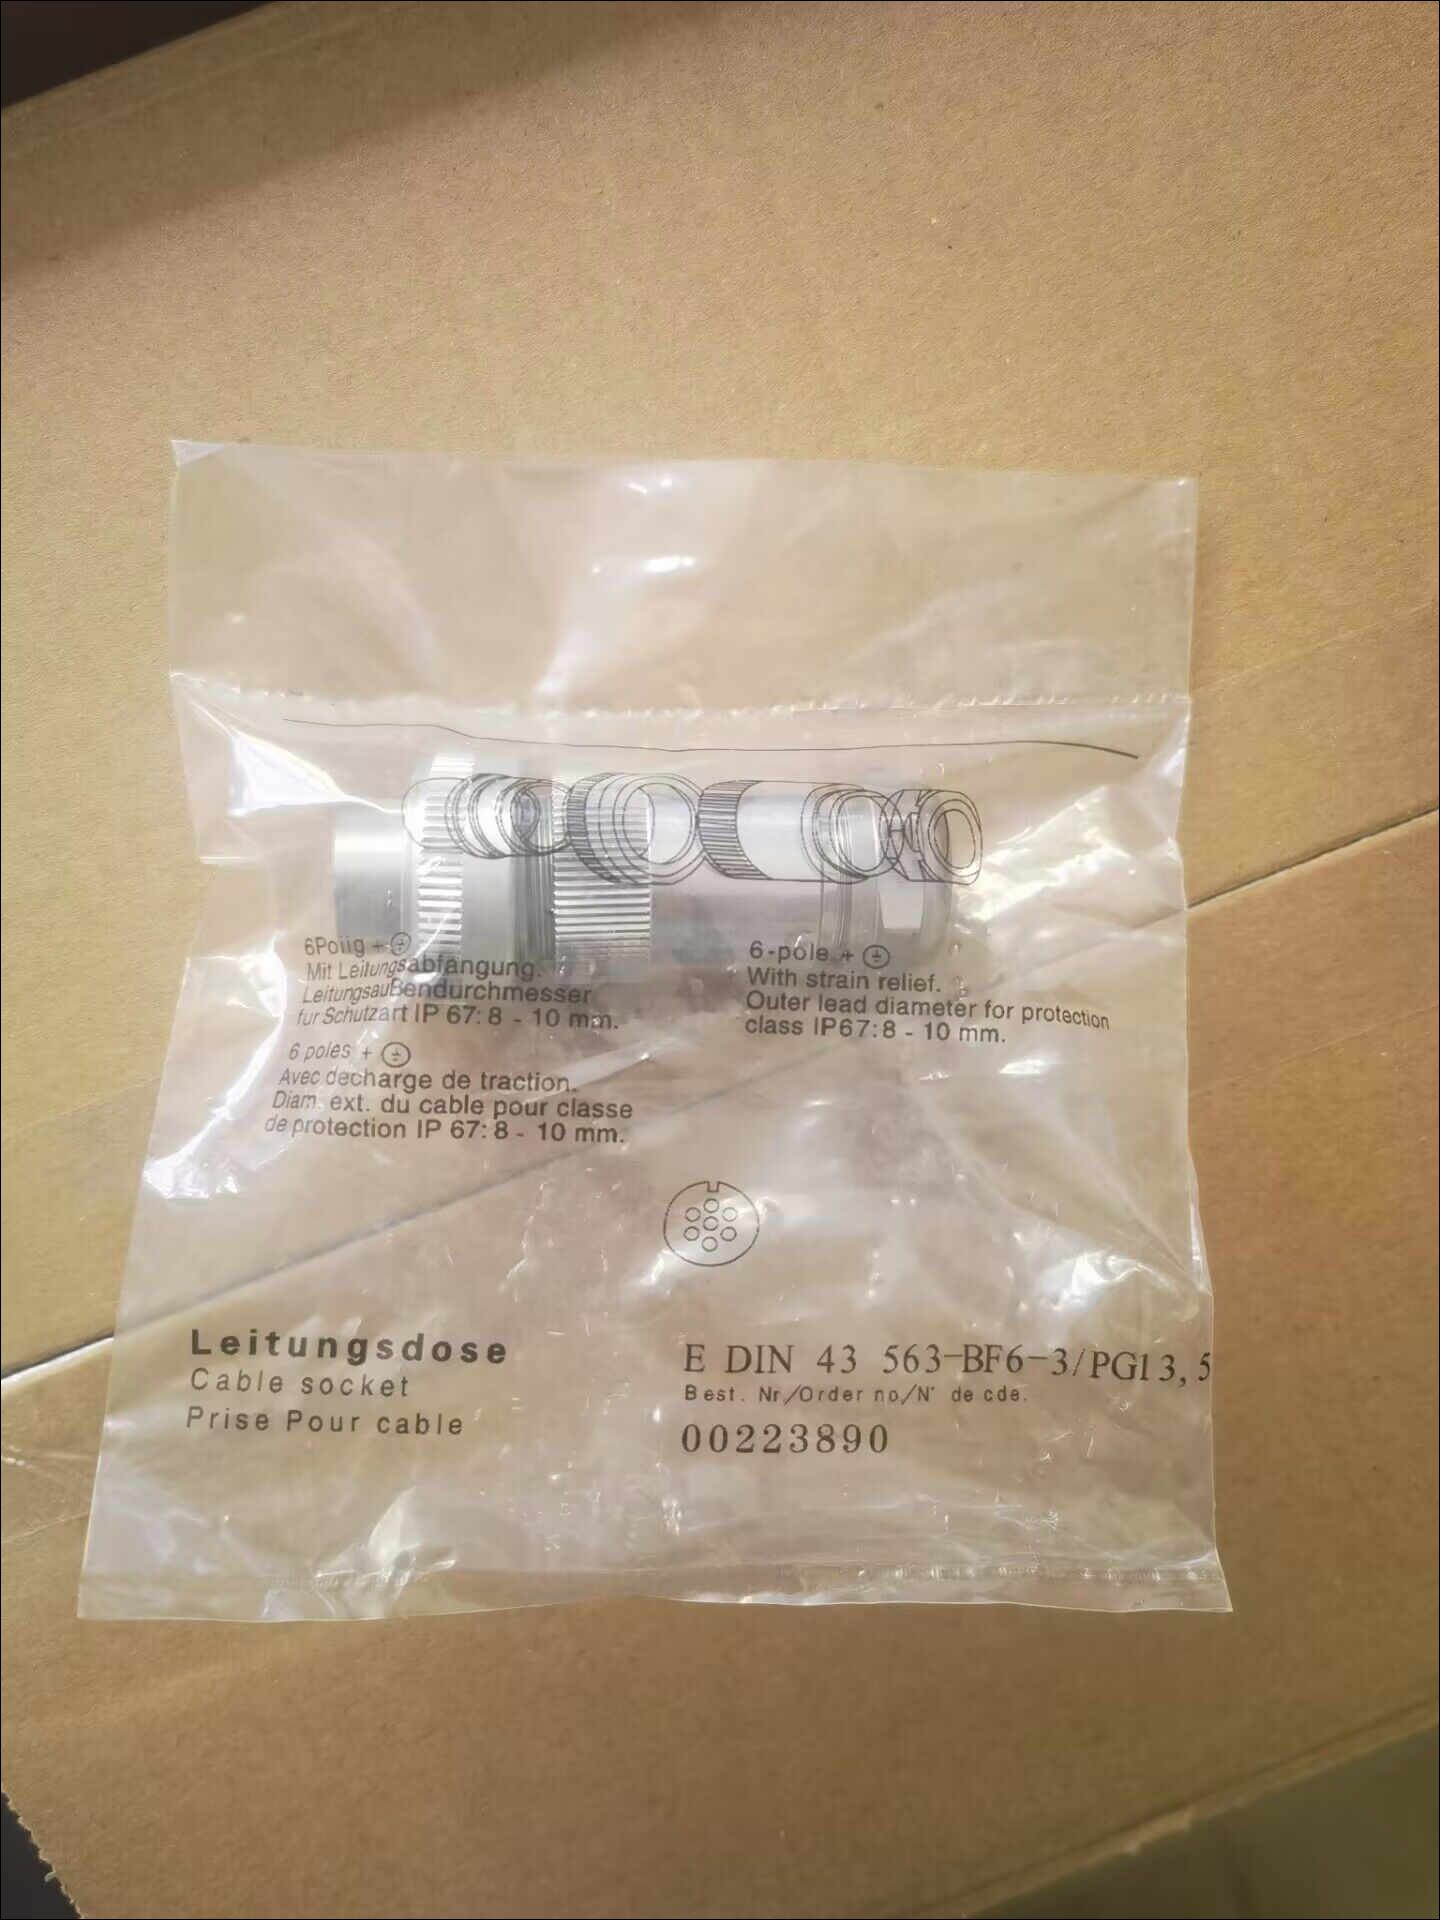 6Poiig + ⏚
Mit Leitungsabfangung.
LeitungsauBendurchmesser
fur Schutzart IP 67: 8 - 10 mm.
6-pole + ⏚
With strain relief.
Outer lead diameter for protection
class IP67: 8 - 10 mm.
6 poles + ⏚
Avec decharge de traction.
Diam. ext. du cable pour classe
de protection IP 67: 8 - 10 mm.
Leitungsdose
Cable socket
Prise Pour cable
E DIN 43 563-BF6-3/PG13,5
Best. Nr./Order no/N° de cde.
00223890